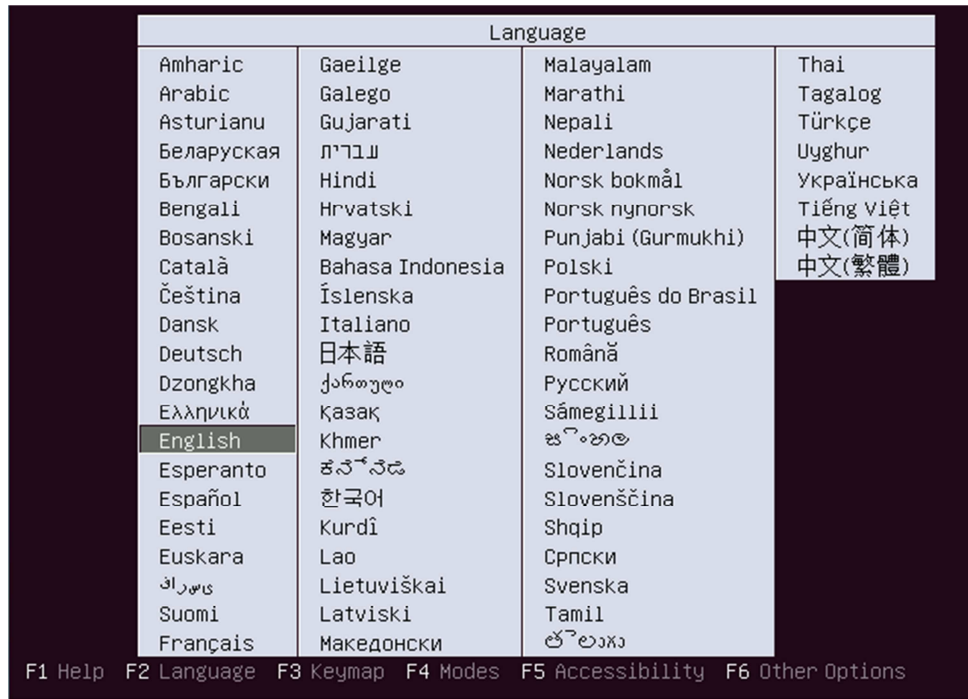 Language
Amharic
Arabic
Asturianu
Беларуская
Български
Bengali
Bosanski
Català
Čeština
Dansk
Deutsch
Dzongkha
Ελληνικά
English
Esperanto
Español
Eesti
Euskara
فارسی
Suomi
Français
Gaeilge
Galego
Gujarati
עברית
Hindi
Hrvatski
Magyar
Bahasa Indonesia
Íslenska
Italiano
日本語
ქართული
Қазақ
Khmer
ಕನ್ನಡ
한국어
Kurdî
Lao
Lietuviškai
Latviski
Македонски
Malayalam
Marathi
Nepali
Nederlands
Norsk bokmål
Norsk nynorsk
Punjabi (Gurmukhi)
Polski
Português do Brasil
Português
Română
Русский
Sámegillii
සිංහල
Slovenčina
Slovenščina
Shqip
Српски
Svenska
Tamil
తెలుగు
Thai
Tagalog
Türkçe
Uyghur
Українська
Tiếng Việt
中文(简体)
中文(繁體)
F1 Help F2 Language F3 Keymap F4 Modes F5 Accessibility F6 Other Options